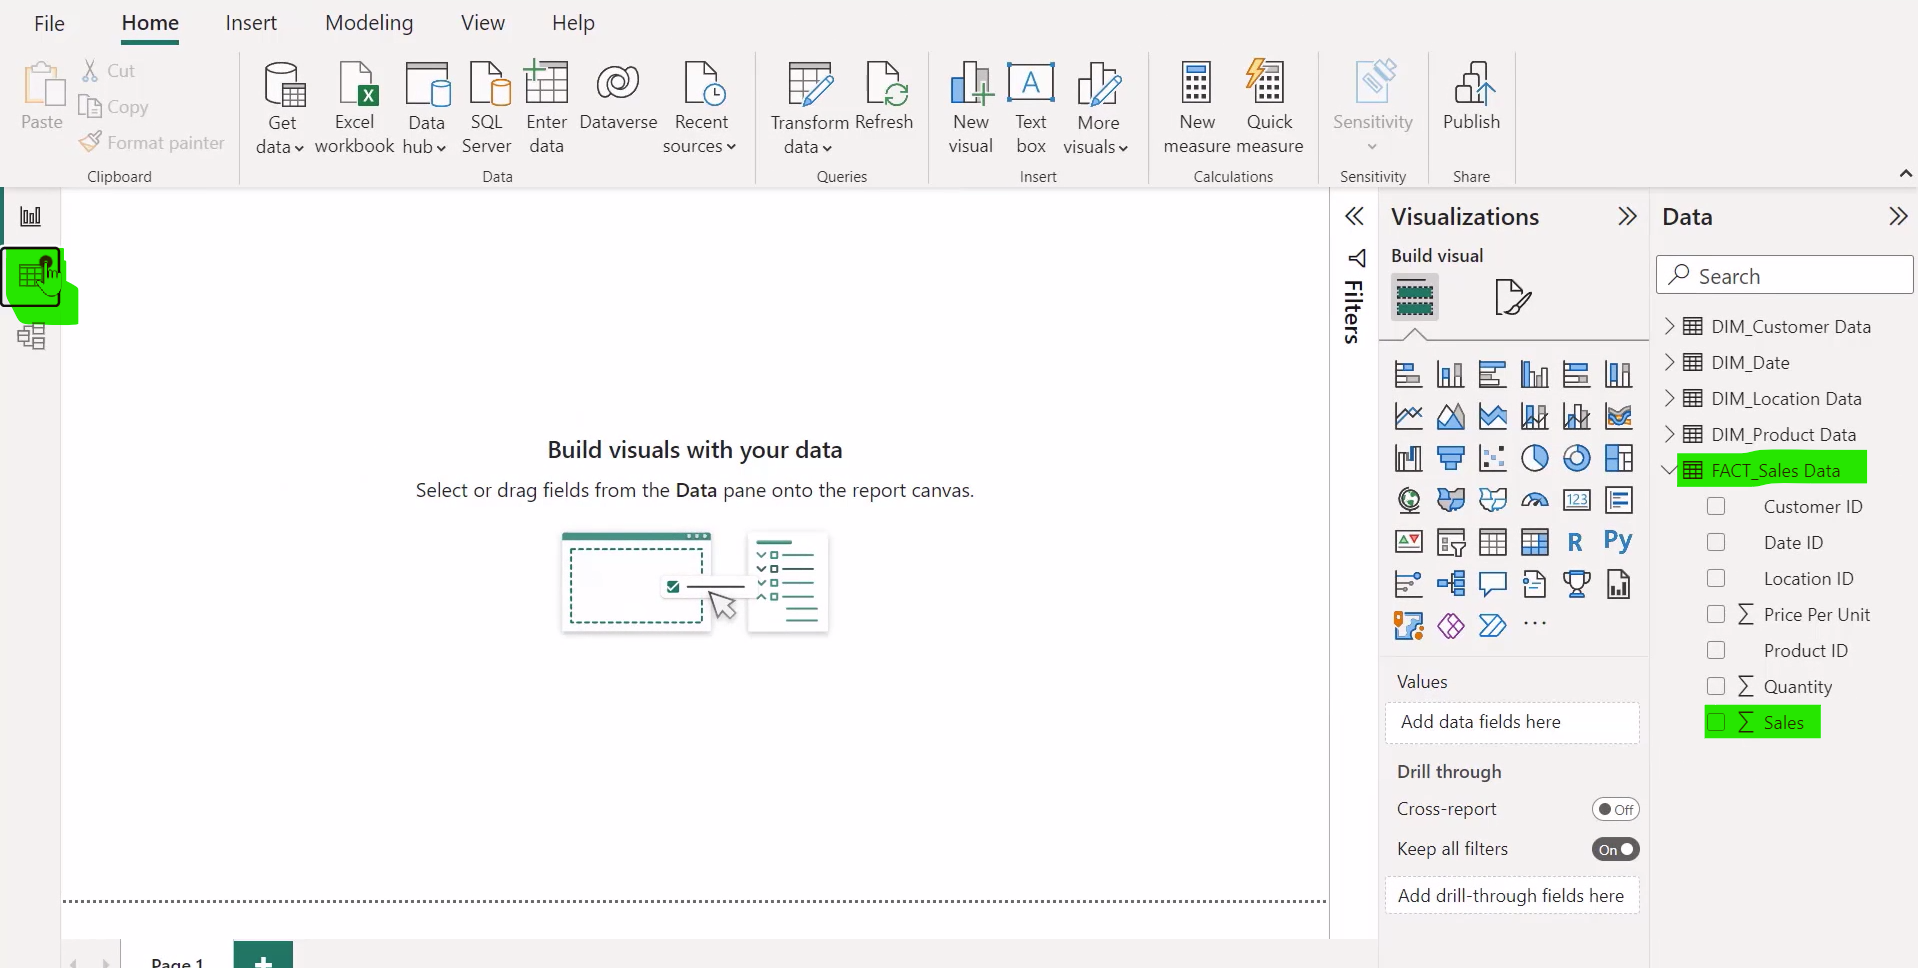 File Home Insert Modeling View Help
Paste
Cut
Copy
Format painter
Clipboard
Get data
Excel workbook
Data hub
SQL Server
Enter data
Dataverse
Recent sources
Data
Transform data
Refresh
Queries
New visual
Text box
More visuals
Insert
New measure
Quick measure
Calculations
Sensitivity
Sensitivity
Publish
Share
Build visuals with your data
Select or drag fields from the Data pane onto the report canvas.
Filters
Visualizations
Build visual
123
R Py
Values
Add data fields here
Drill through
Cross-report Off
Keep all filters On
Add drill-through fields here
Data
Search
DIM_Customer Data
DIM_Date
DIM_Location Data
DIM_Product Data
FACT_Sales Data
Customer ID
Date ID
Location ID
∑ Price Per Unit
Product ID
∑ Quantity
∑ Sales
Page 1